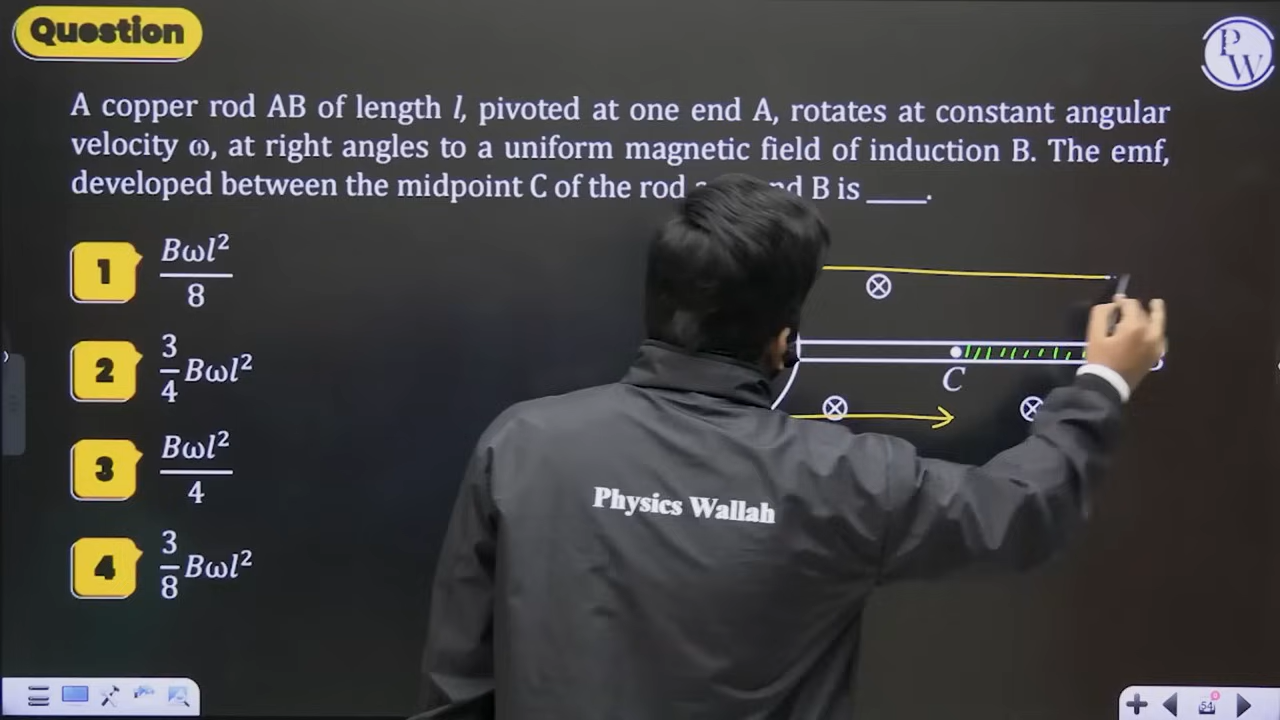 Question
P
W
A copper rod AB of length l, pivoted at one end A, rotates at constant angular
velocity ω, at right angles to a uniform magnetic field of induction B. The emf,
developed between the midpoint C of the rod and B is ____.
1 Bωl²/8
2 3/4 Bωl²
3 Bωl²/4
4 3/8 Bωl²
C
Physics Wallah
54